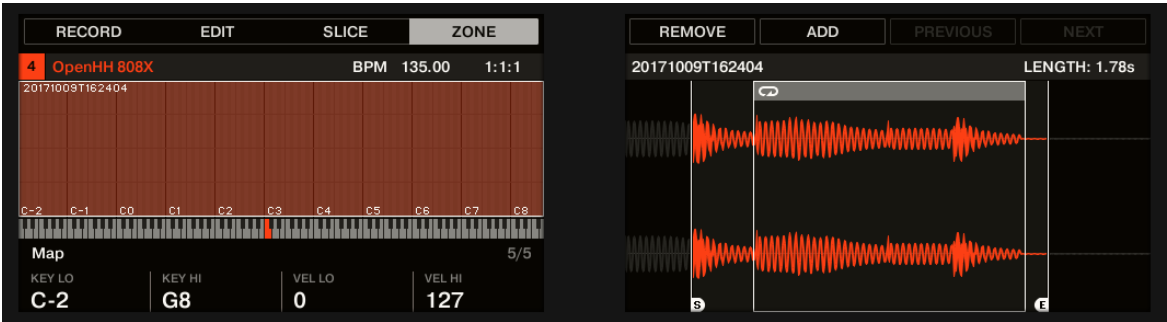 RECORD EDIT SLICE ZONE
4 OpenHH 808X BPM 135.00 1:1:1
20171009T162404
C-2 C-1 C0 C1 C2 C3 C4 C5 C6 C7 C8
Map 5/5
KEY LO KEY HI VEL LO VEL HI
C-2 G8 0 127
REMOVE ADD PREVIOUS NEXT
20171009T162404 LENGTH: 1.78s
S E